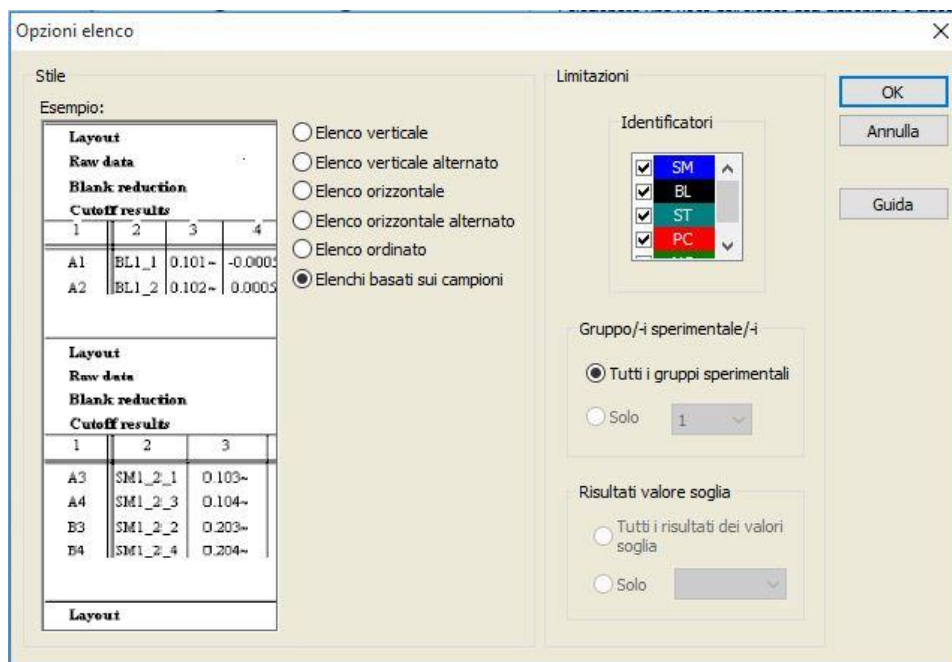 Opzioni elenco
Stile
Esempio:
Layout
Raw data
Blank reduction
Cutoff results
1 2 3 4
A1 BL1_1 0.101~ -0.0005
A2 BL1_2 0.102~ 0.0005
Layout
Raw data
Blank reduction
Cutoff results
1 2 3
A3 SM1_2_1 0.103~
A4 SM1_2_3 0.104~
B3 SM1_2_2 0.203~
B4 SM1_2_4 0.204~
Layout
Elenco verticale
Elenco verticale alternato
Elenco orizzontale
Elenco orizzontale alternato
Elenco ordinato
Elenchi basati sui campioni
Limitazioni
Identificatori
SM
BL
ST
PC
Gruppo/-i sperimentale/-i
Tutti i gruppi sperimentali
Solo 1
Risultati valore soglia
Tutti i risultati dei valori
soglia
Solo
OK
Annulla
Guida